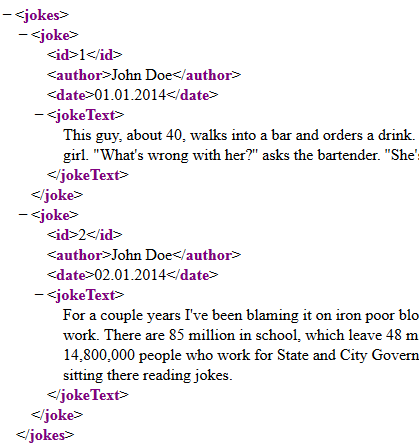 − <jokes>
− <joke>
<id>1</id>
<author>John Doe</author>
<date>01.01.2014</date>
− <jokeText>
This guy, about 40, walks into a bar and orders a drink.
girl. "What's wrong with her?" asks the bartender. "She's
</jokeText>
</joke>
− <joke>
<id>2</id>
<author>John Doe</author>
<date>02.01.2014</date>
− <jokeText>
For a couple years I've been blaming it on iron poor blo
work. There are 85 million in school, which leave 48 m
14,800,000 people who work for State and City Govern
sitting there reading jokes.
</jokeText>
</joke>
</jokes>